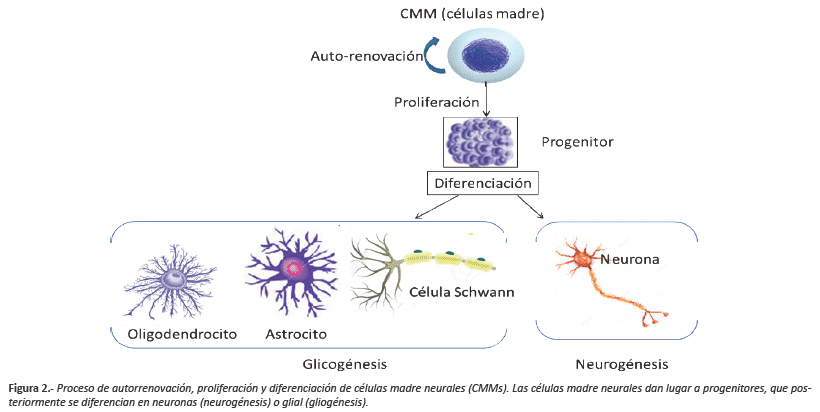 CMM (células madre)
Auto-renovación
Proliferación
Progenitor
Diferenciación
Neurona
Célula Schwann
Oligodendrocito
Astrocito
Glicogénesis
Neurogénesis
Figura 2.- Proceso de autorrenovación, proliferación y diferenciación de células madre neurales (CMMs). Las células madre neurales dan lugar a progenitores, que pos-
teriormente se diferencian en neuronas (neurogénesis) o glial (gliogénesis).